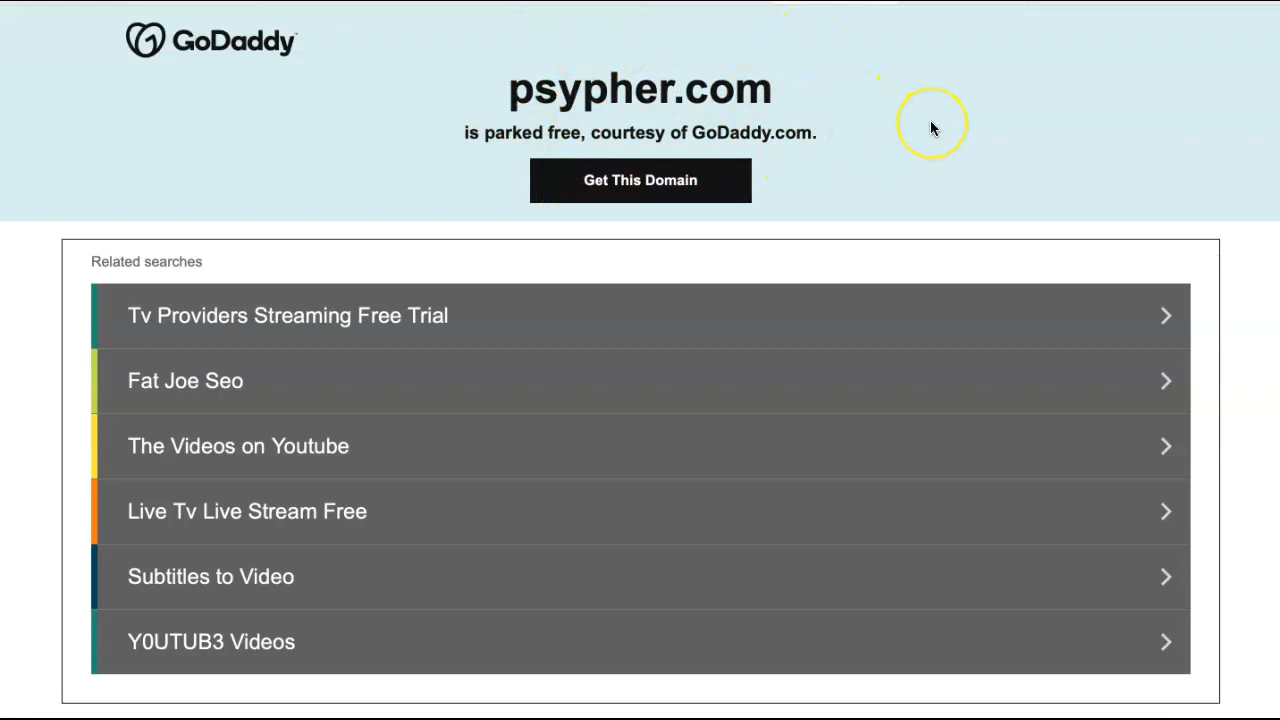 GoDaddy
psypher.com
is parked free, courtesy of GoDaddy.com.
Get This Domain
Related searches
Tv Providers Streaming Free Trial
Fat Joe Seo
The Videos on Youtube
Live Tv Live Stream Free
Subtitles to Video
Y0UTUB3 Videos